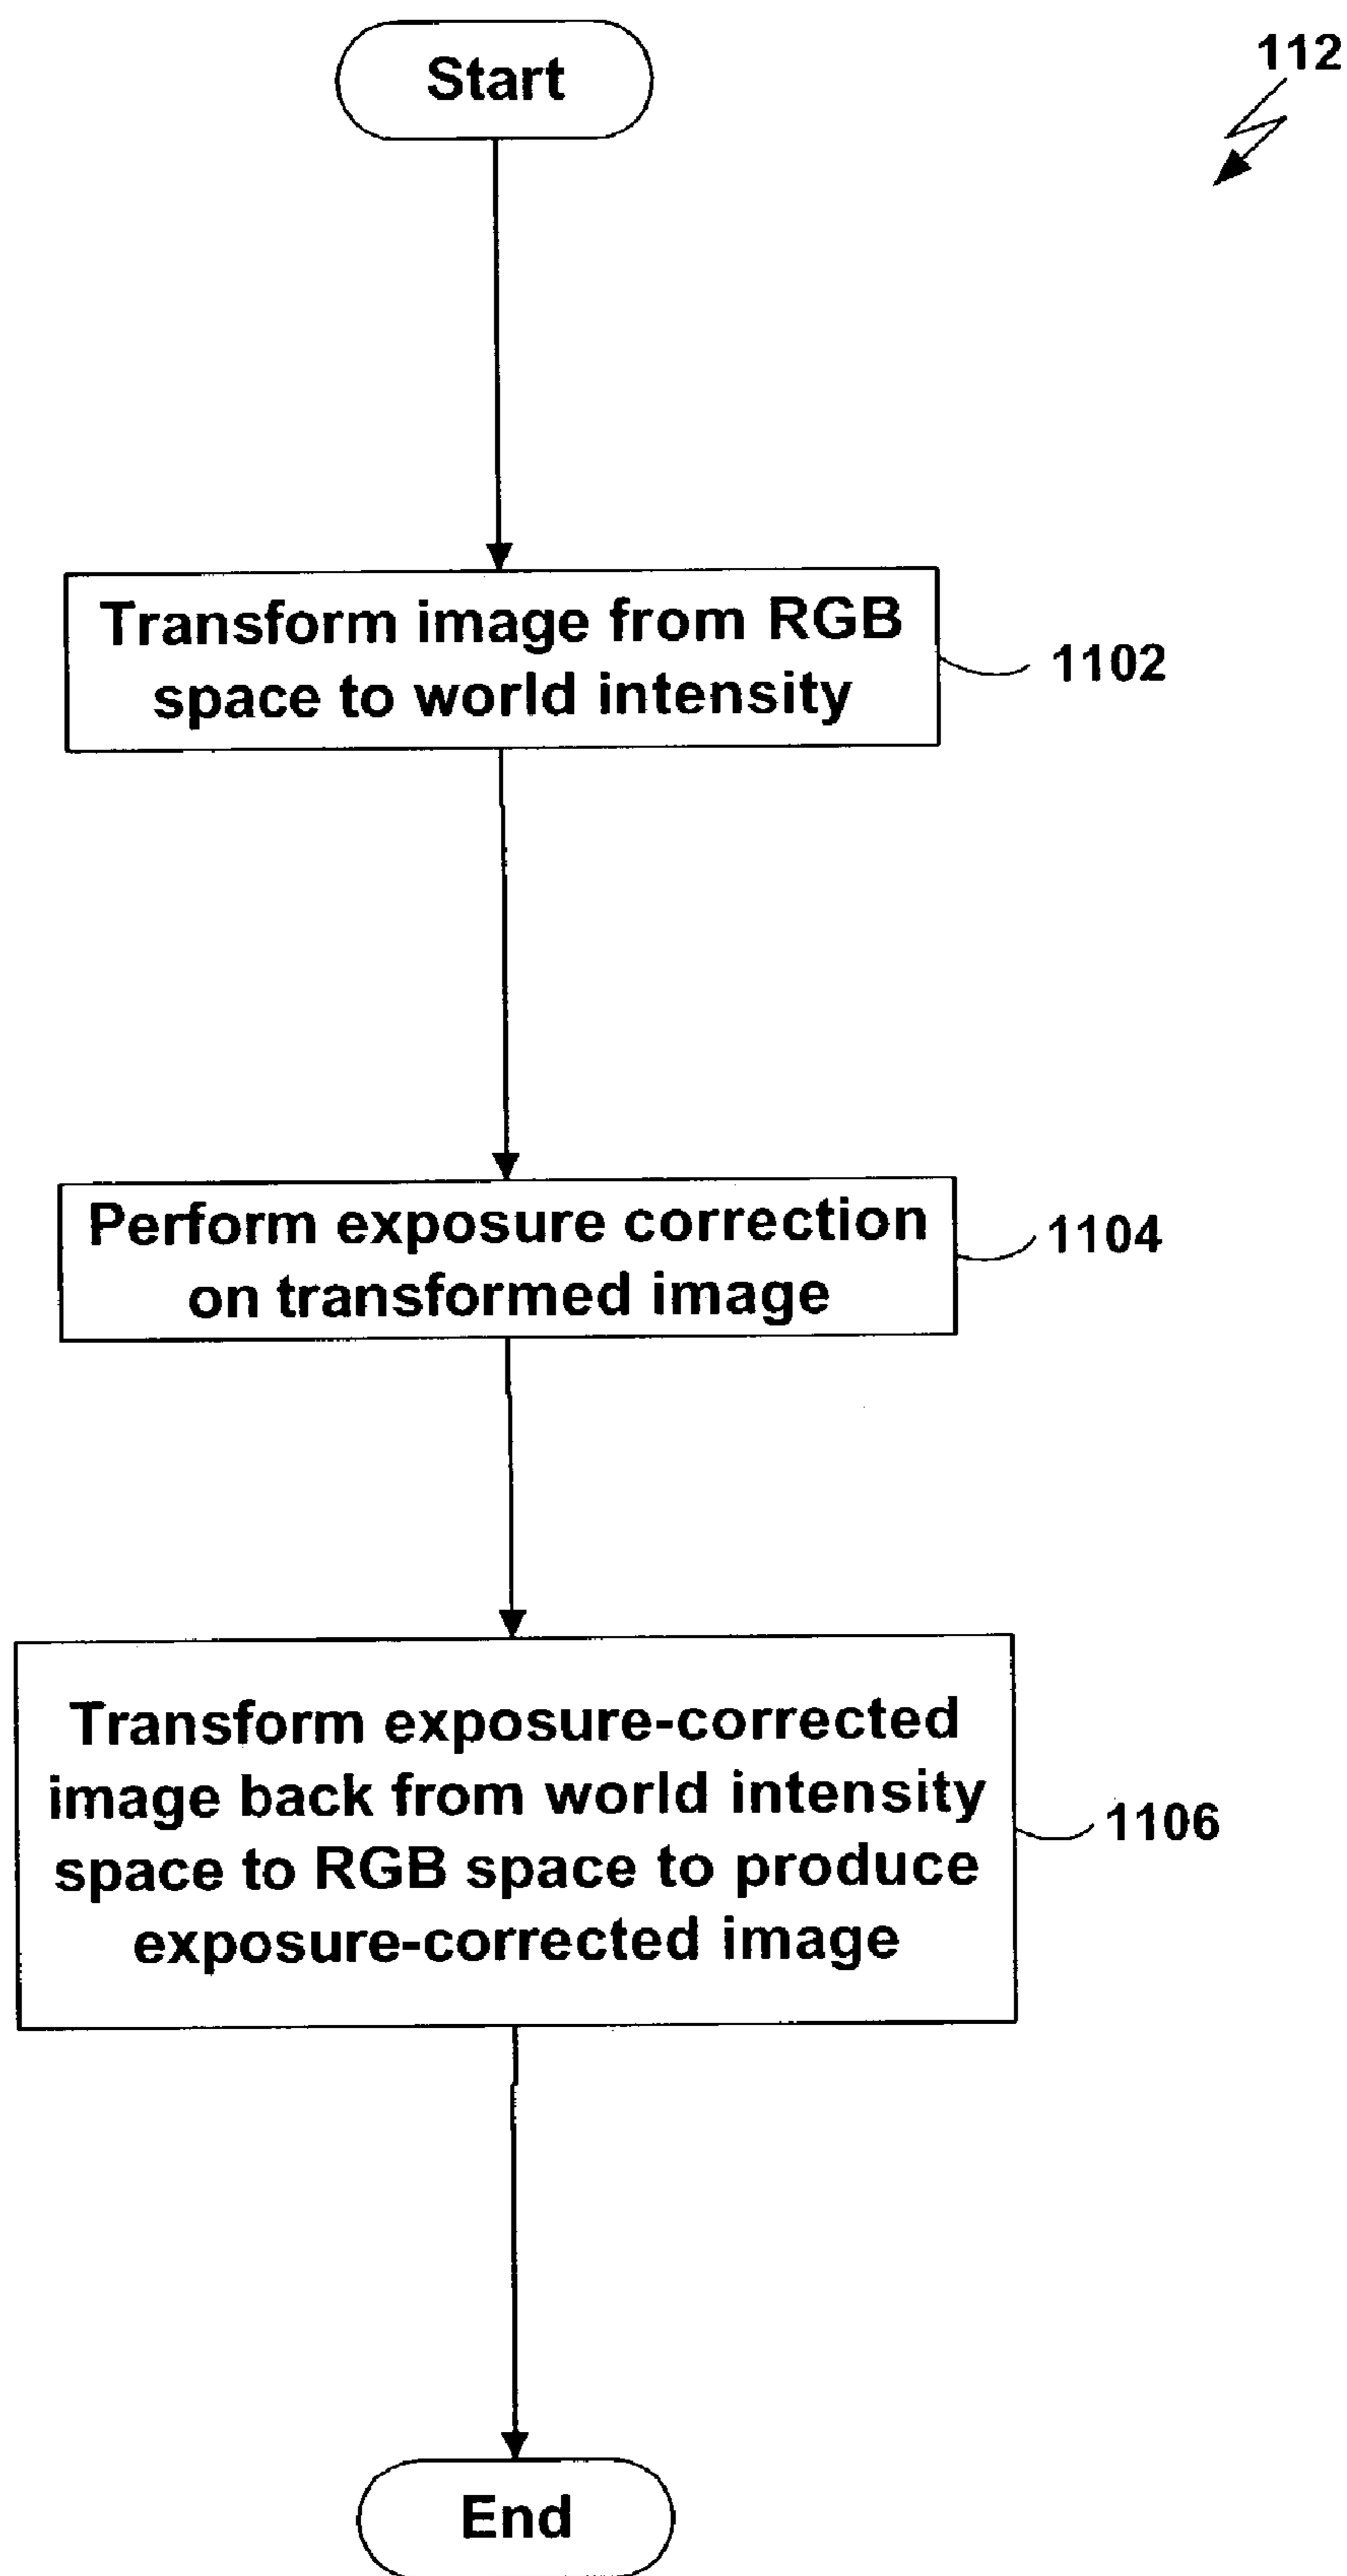 Start
112
Transform image from RGB
space to world intensity
1102
Perform exposure correction
on transformed image
1104
Transform exposure-corrected
image back from world intensity
space to RGB space to produce
exposure-corrected image
1106
End